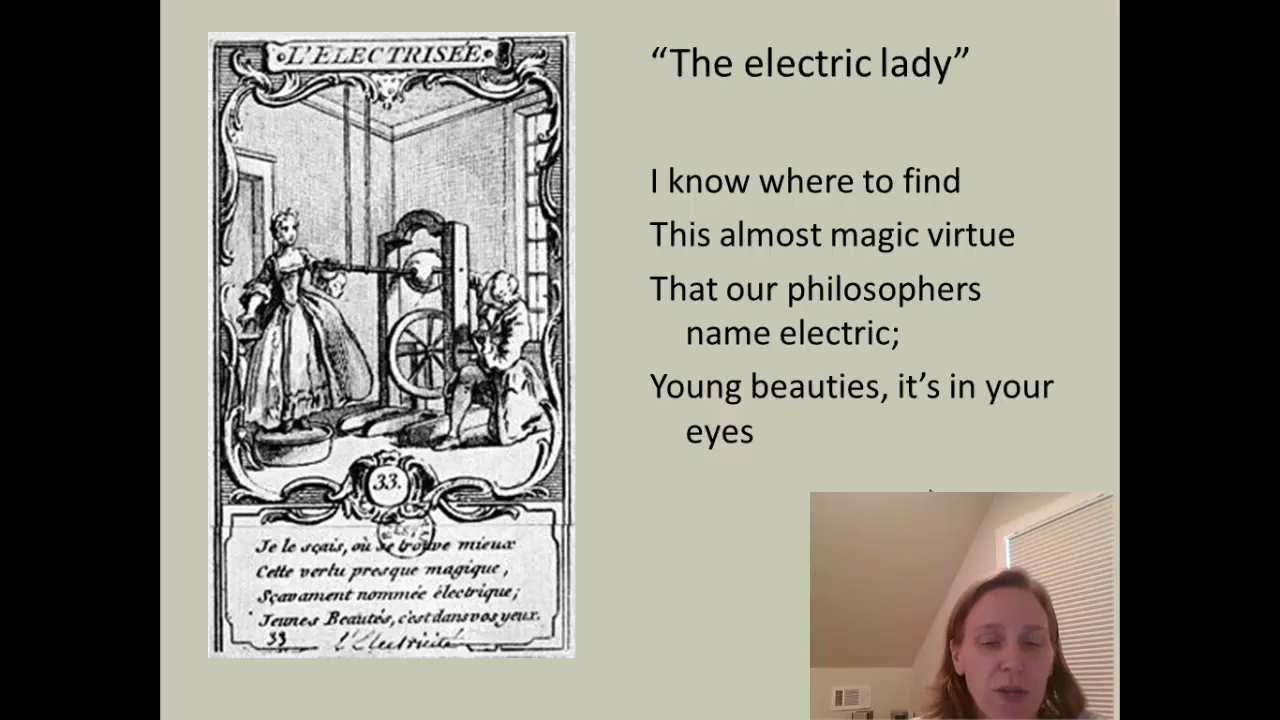 L'ÉLECTRISÉE.
33.
Je le sçais, où se trouve mieux
Cette vertu presque magique,
Sçavament nommée électrique;
Jeunes Beautés, c'est dans vos yeux.
33 l'Electricité
“The electric lady”
I know where to find
This almost magic virtue
That our philosophers
name electric;
Young beauties, it’s in your
eyes